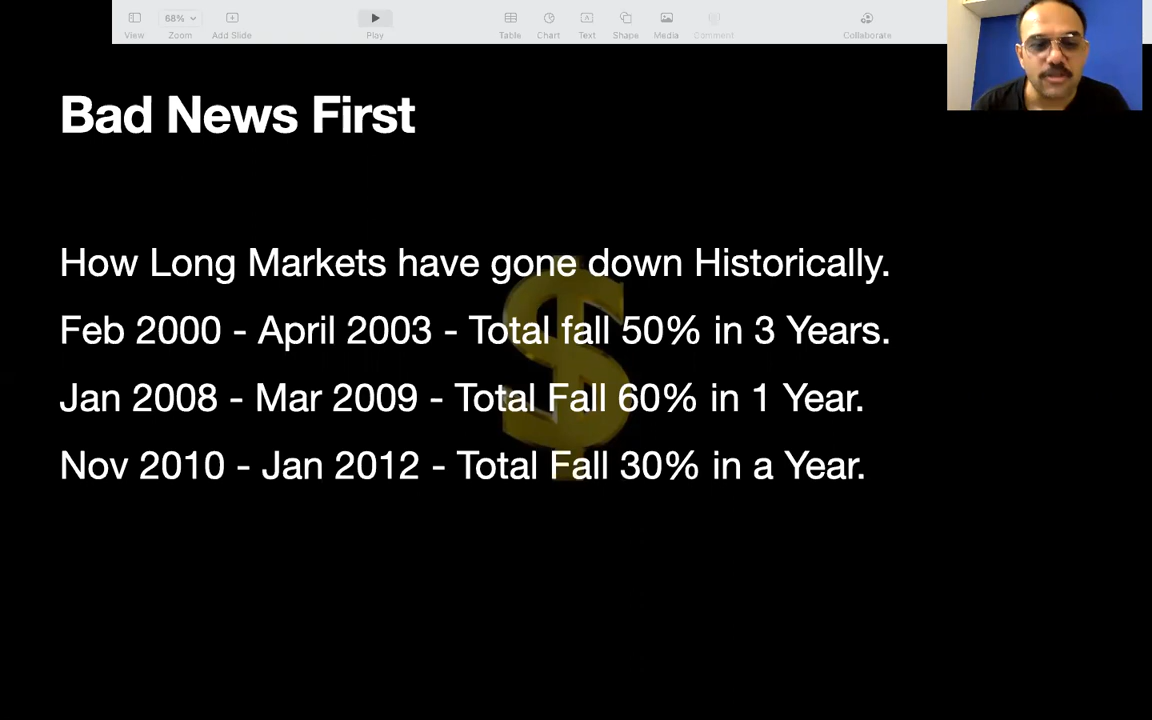 68%
View
Zoom
Add Slide
Play
Table
Chart
Text
Shape
Media
Comment
Collaborate
Bad News First
How Long Markets have gone down Historically.
Feb 2000 - April 2003 - Total fall 50% in 3 Years.
Jan 2008 - Mar 2009 - Total Fall 60% in 1 Year.
Nov 2010 - Jan 2012 - Total Fall 30% in a Year.